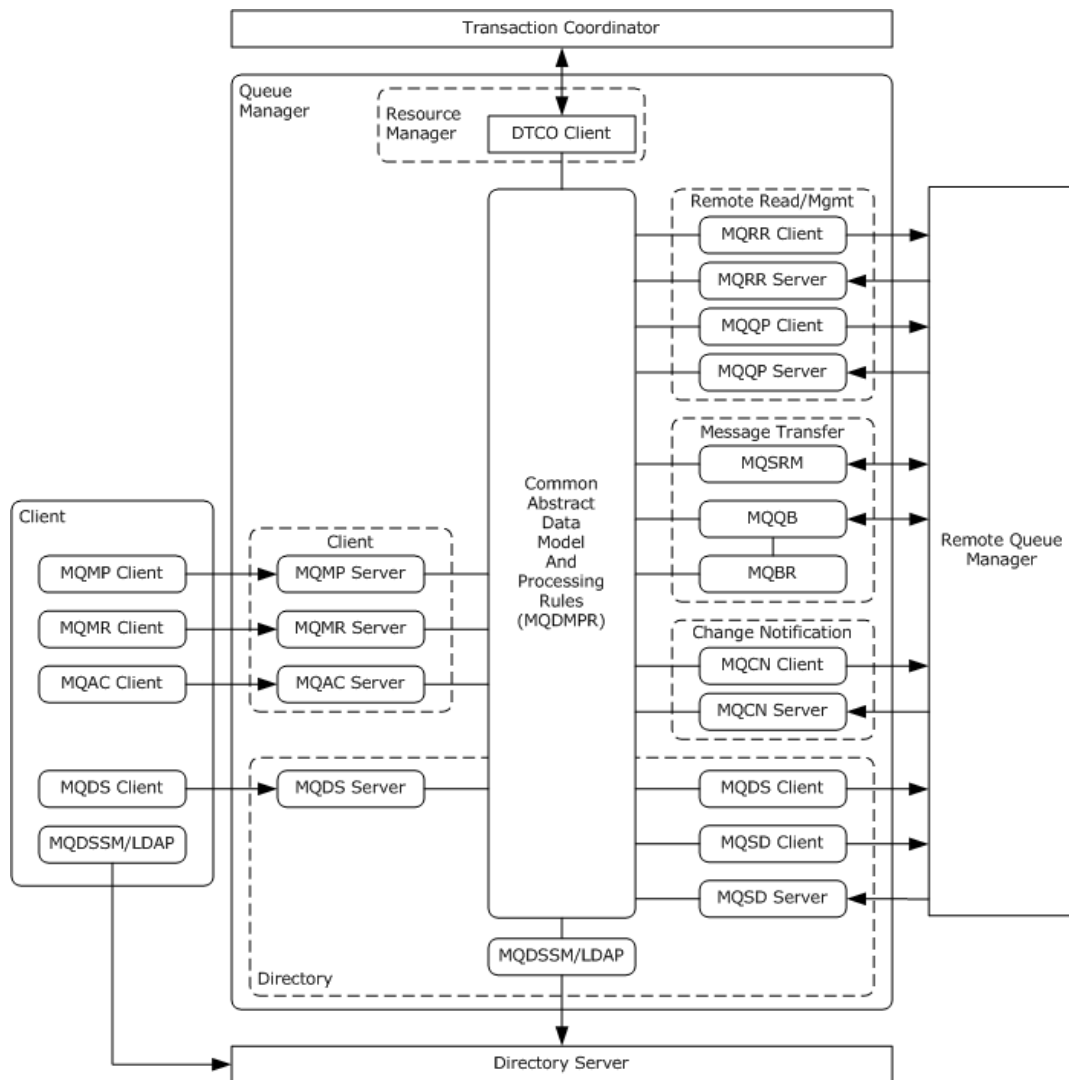 Transaction Coordinator
Queue
Manager
Resource
Manager
DTCO Client
Remote Read/Mgmt
MQRR Client
MQRR Server
MQQP Client
MQQP Server
Message Transfer
MQSRM
MQQB
MQBR
Change Notification
MQCN Client
MQCN Server
MQDS Client
MQSD Client
MQSD Server
Remote Queue
Manager
Common
Abstract
Data
Model
And
Processing
Rules
(MQDMPR)
Client
MQMP Client
MQMR Client
MQAC Client
MQDS Client
MQDSSM/LDAP
Client
MQMP Server
MQMR Server
MQAC Server
MQDS Server
MQDSSM/LDAP
Directory
Directory Server